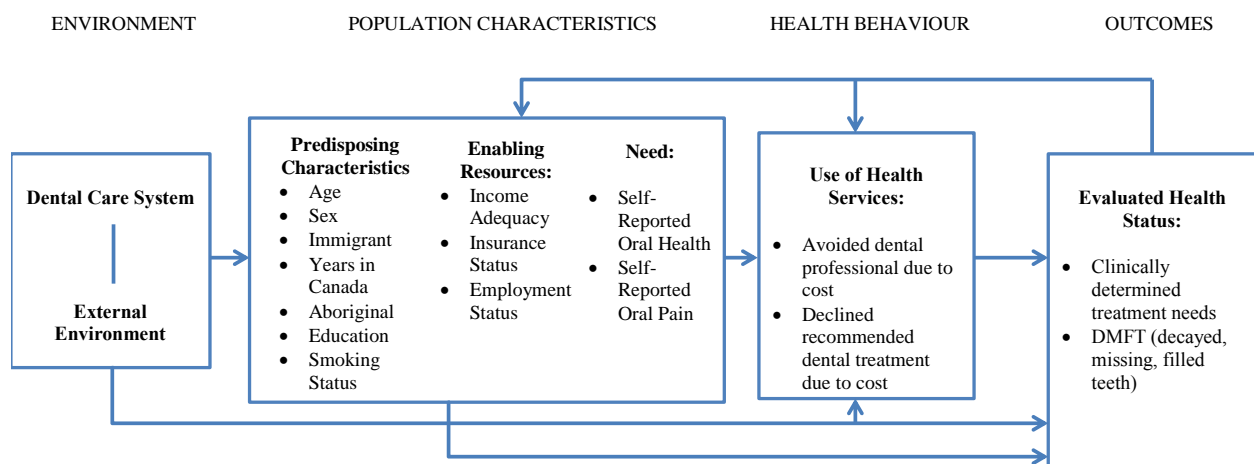 ENVIRONMENT
POPULATION CHARACTERISTICS
HEALTH BEHAVIOUR
OUTCOMES
Dental Care System
External
Environment
Predisposing
Characteristics
• Age
• Sex
• Immigrant
• Years in
Canada
• Aboriginal
• Education
• Smoking
Status
Enabling
Resources:
• Income
Adequacy
• Insurance
Status
• Employment
Status
Need:
• Self-
Reported
Oral Health
• Self-
Reported
Oral Pain
Use of Health
Services:
• Avoided dental
professional due to
cost
• Declined
recommended
dental treatment
due to cost
Evaluated Health
Status:
• Clinically
determined
treatment needs
• DMFT (decayed,
missing, filled
teeth)